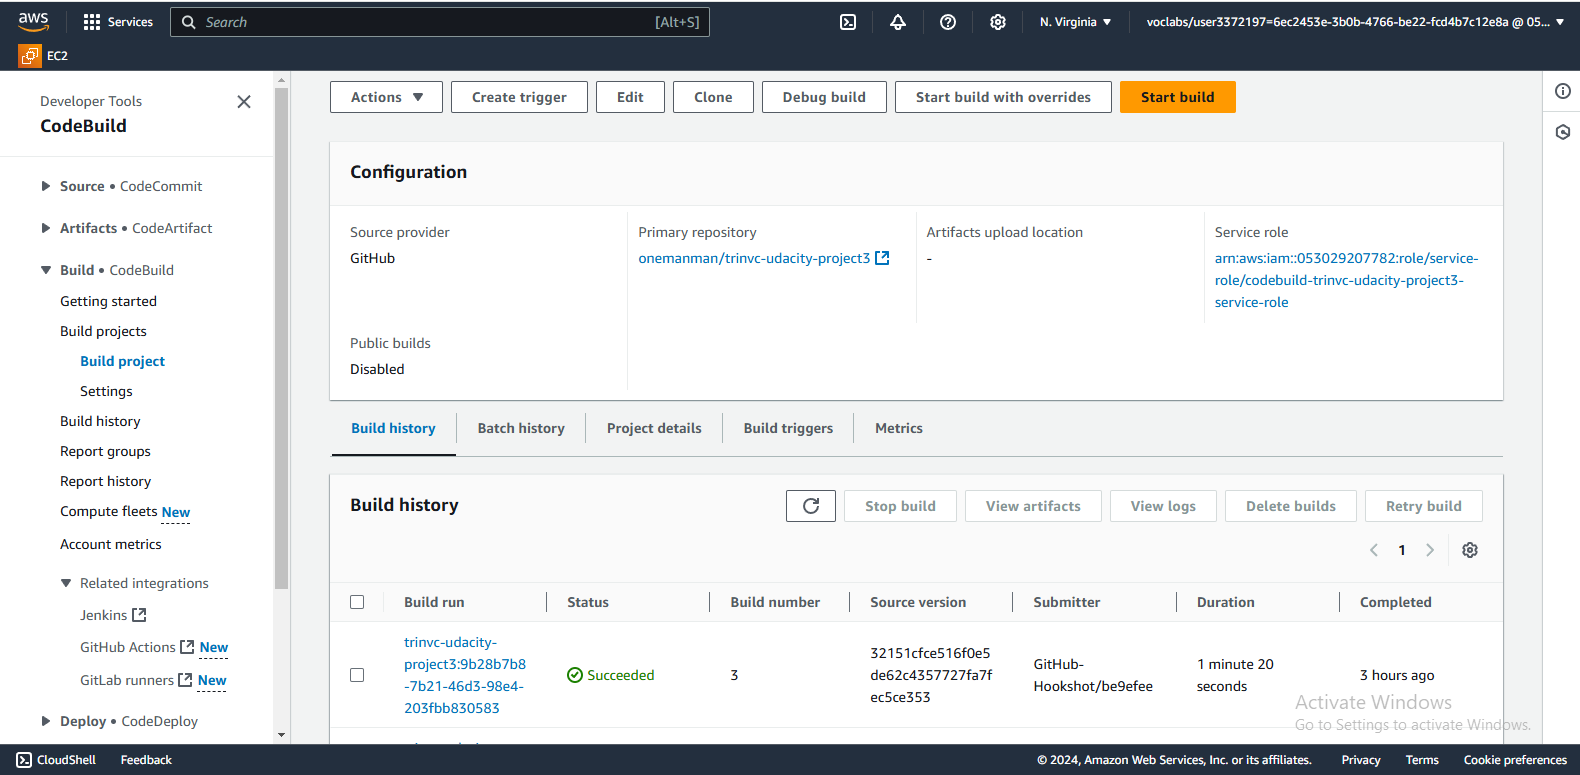 aws
Services
Search
[Alt+S]
N. Virginia
voclabs/user3372197=6ec2453e-3b0b-4766-be22-fcd4b7c12e8a @ 05...
EC2
Developer Tools
CodeBuild
Source • CodeCommit
Artifacts • CodeArtifact
Build • CodeBuild
Getting started
Build projects
Build project
Settings
Build history
Report groups
Report history
Compute fleets New
Account metrics
Related integrations
Jenkins
GitHub Actions New
GitLab runners New
Deploy • CodeDeploy
Actions
Create trigger
Edit
Clone
Debug build
Start build with overrides
Start build
Configuration
Source provider
GitHub
Primary repository
onemanman/trinvc-udacity-project3
Artifacts upload location
-
Service role
arn:aws:iam::053029207782:role/service-
role/codebuild-trinvc-udacity-project3-
service-role
Public builds
Disabled
Build history
Batch history
Project details
Build triggers
Metrics
Build history
Stop build
View artifacts
View logs
Delete builds
Retry build
1
Build run
Status
Build number
Source version
Submitter
Duration
Completed
trinvc-udacity-
project3:9b28b7b8
-7b21-46d3-98e4-
203fbb830583
Succeeded
3
32151cfce516f0e5
de62c4357727fa7f
ec5ce353
GitHub-
Hookshot/be9efee
1 minute 20
seconds
3 hours ago
Activate Windows
Go to Settings to activate Windows.
CloudShell
Feedback
© 2024, Amazon Web Services, Inc. or its affiliates.
Privacy
Terms
Cookie preferences